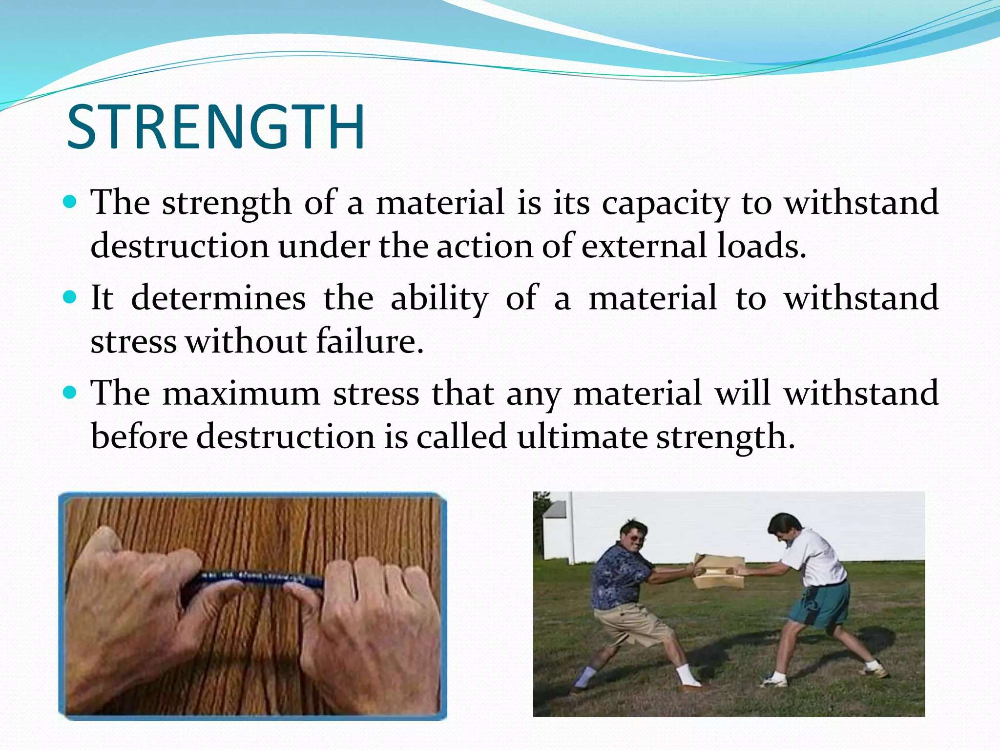 STRENGTH
• The strength of a material is its capacity to withstand
destruction under the action of external loads.
• It determines the ability of a material to withstand
stress without failure.
• The maximum stress that any material will withstand
before destruction is called ultimate strength.